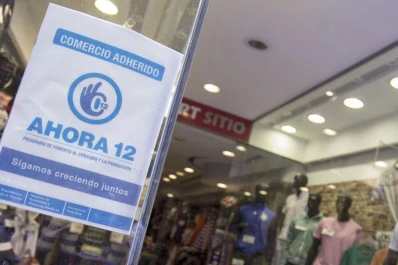 COMERCIO ADHERIDO
12
AHORA 12
PROGRAMA DE FOMENTO AL CONSUMO Y LA PRODUCCIÓN
Sigamos creciendo juntos
RT SITIO